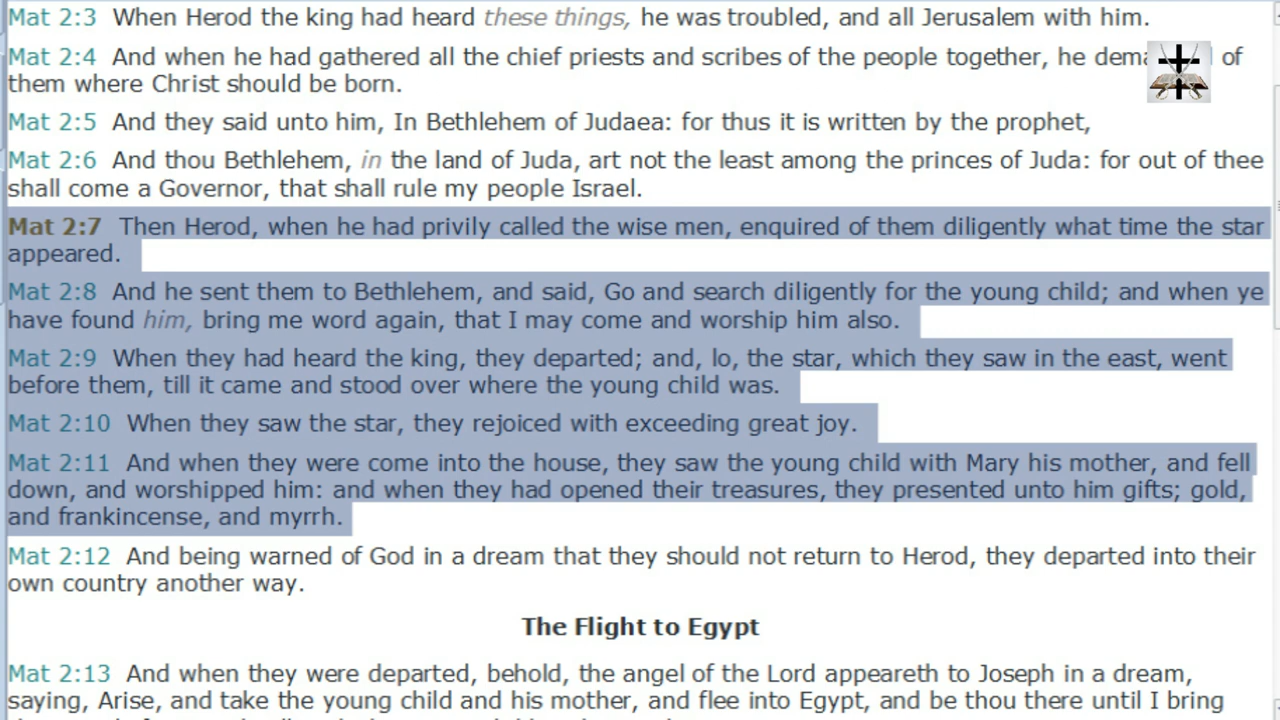 Mat 2:3 When Herod the king had heard these things, he was troubled, and all Jerusalem with him.
Mat 2:4 And when he had gathered all the chief priests and scribes of the people together, he dema of
them where Christ should be born.
Mat 2:5 And they said unto him, In Bethlehem of Judaea: for thus it is written by the prophet,
Mat 2:6 And thou Bethlehem, in the land of Juda, art not the least among the princes of Juda: for out of thee
shall come a Governor, that shall rule my people Israel.
Mat 2:7 Then Herod, when he had privily called the wise men, enquired of them diligently what time the star
appeared.
Mat 2:8 And he sent them to Bethlehem, and said, Go and search diligently for the young child; and when ye
have found him, bring me word again, that I may come and worship him also.
Mat 2:9 When they had heard the king, they departed; and, lo, the star, which they saw in the east, went
before them, till it came and stood over where the young child was.
Mat 2:10 When they saw the star, they rejoiced with exceeding great joy.
Mat 2:11 And when they were come into the house, they saw the young child with Mary his mother, and fell
down, and worshipped him: and when they had opened their treasures, they presented unto him gifts; gold,
and frankincense, and myrrh.
Mat 2:12 And being warned of God in a dream that they should not return to Herod, they departed into their
own country another way.
The Flight to Egypt
Mat 2:13 And when they were departed, behold, the angel of the Lord appeareth to Joseph in a dream,
saying, Arise, and take the young child and his mother, and flee into Egypt, and be thou there until I bring